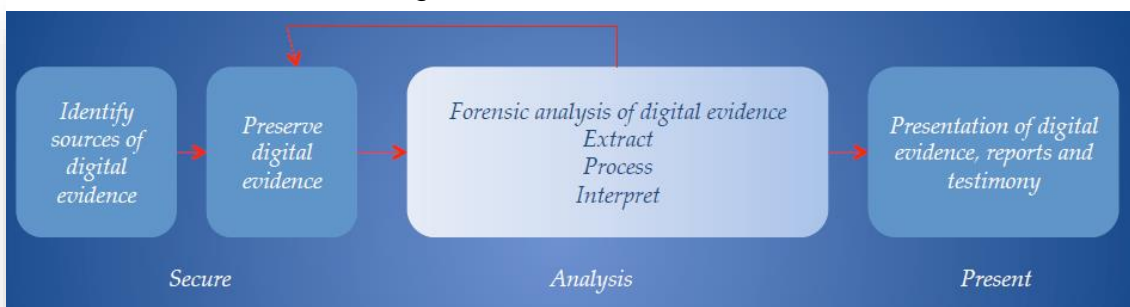 Identify
sources of
digital
evidence
Preserve
digital
evidence
Forensic analysis of digital evidence
Extract
Process
Interpret
Presentation of digital
evidence, reports and
testimony
Secure
Analysis
Present